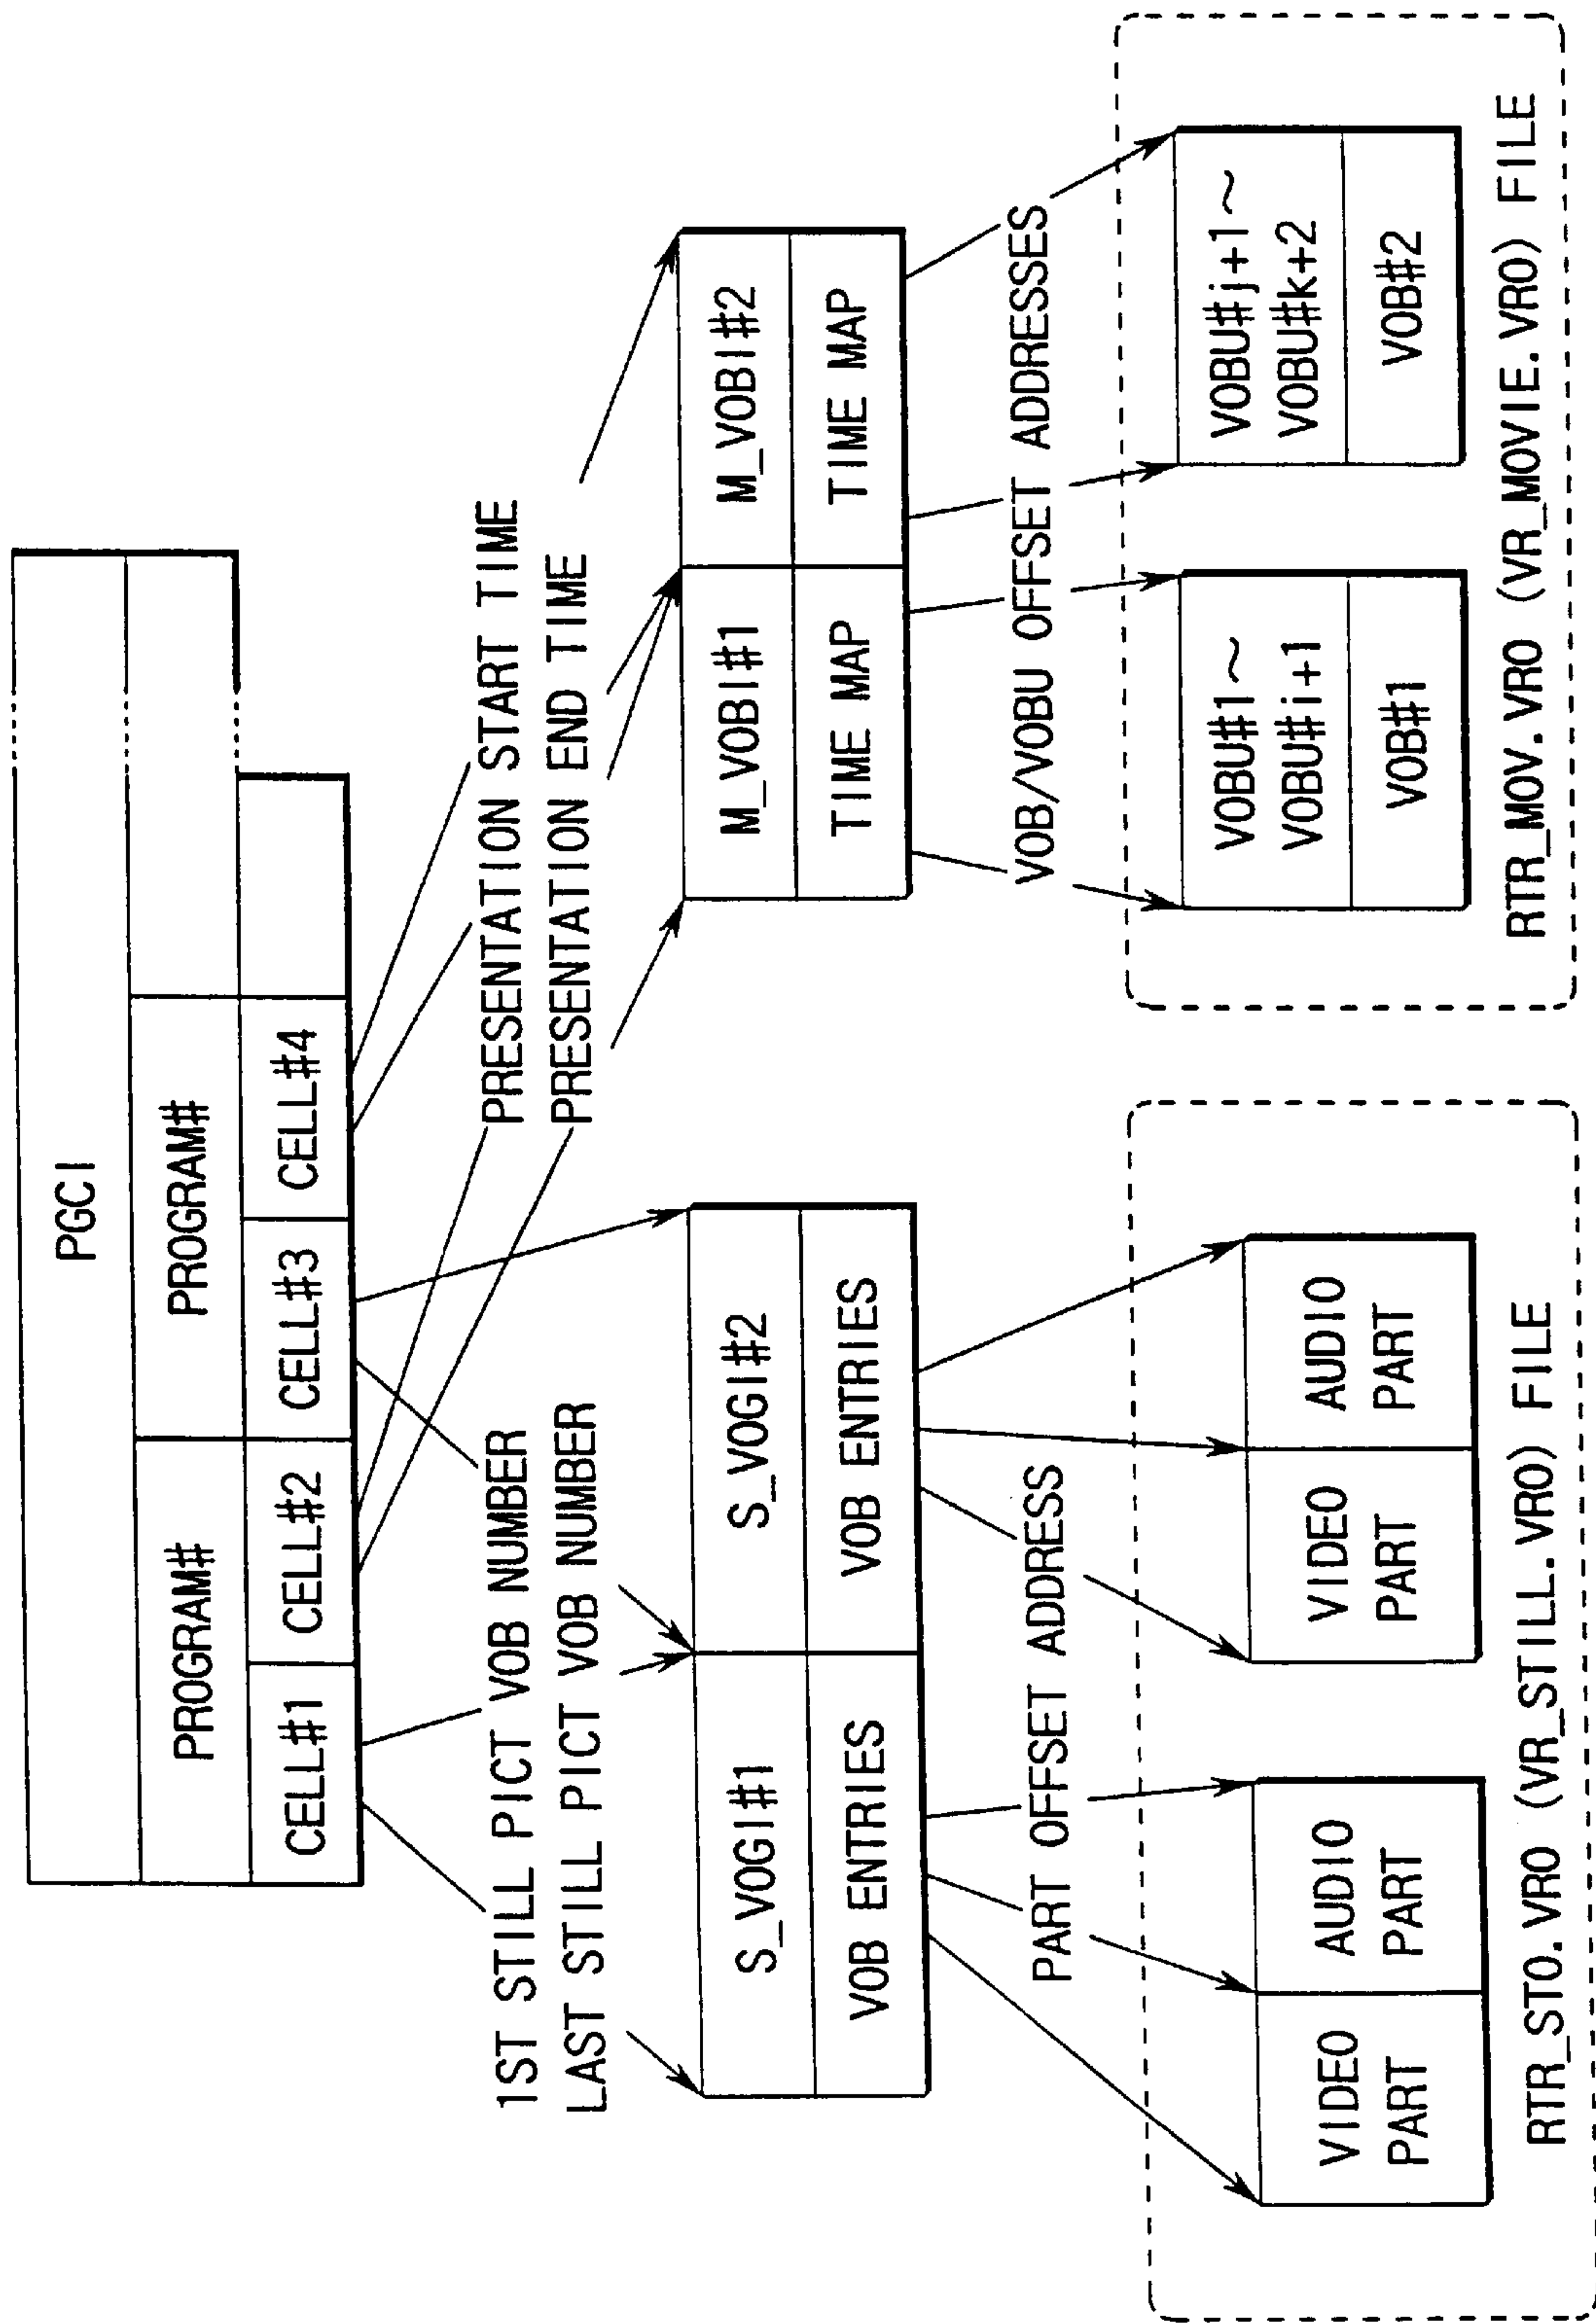 PGCI
PROGRAM#
PROGRAM#
CELL#1
CELL#2
CELL#3
CELL#4
1ST STILL PICT VOB NUMBER
LAST STILL PICT VOB NUMBER
PRESENTATION START TIME
PRESENTATION END TIME
S_VOGI#1
S_VOGI#2
VOB ENTRIES
VOB ENTRIES
M_VOBI#1
M_VOBI#2
TIME MAP
TIME MAP
PART OFFSET ADDRESS
VOB/VOBU OFFSET ADDRESSES
VIDEO
PART
AUDIO
PART
VIDEO
PART
AUDIO
PART
VOBU#1~
VOBU#i+1
VOB#1
VOBU#j+1~
VOBU#k+2
VOB#2
RTR_STO.VRO (VR_STILL.VRO) FILE
RTR_MOV.VRO (VR_MOVIE.VRO) FILE